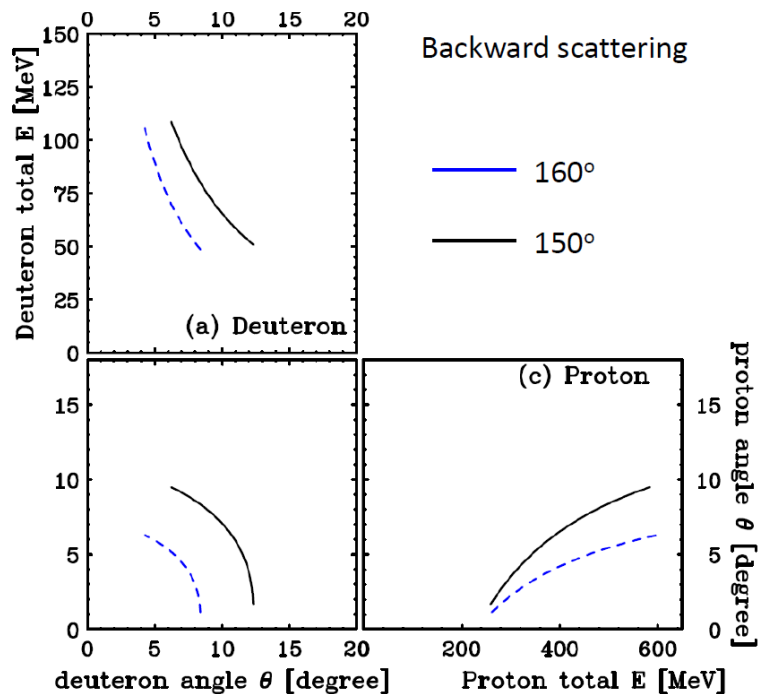 0 5 10 15 20
Backward scattering
150
125
100
75
50
25
0
Deuteron total E [MeV]
(a) Deuteron
160°
150°
(c) Proton
15
10
5
0
15
10
5
0
proton angle θ [degree]
0 5 10 15 20
200 400 600
deuteron angle θ [degree]
Proton total E [MeV]